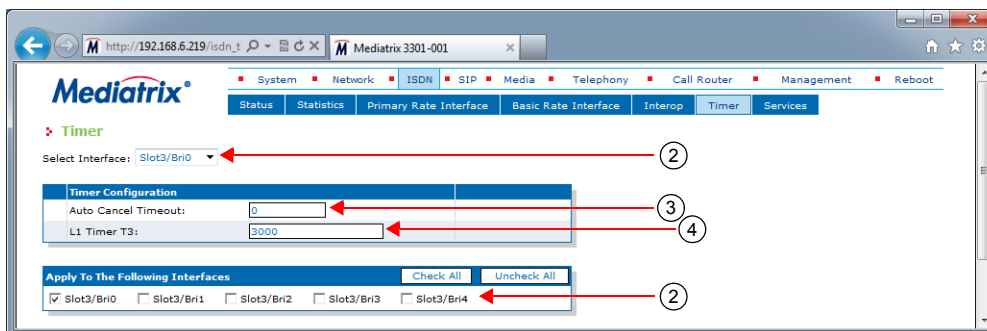 http://192.168.6.219/isdn_t
Mediatrix 3301-001
Mediatrix
System Network ISDN SIP Media Telephony Call Router Management Reboot
Status Statistics Primary Rate Interface Basic Rate Interface Interop Timer Services
Timer
Select Interface: Slot3/Bri0
2
Timer Configuration
Auto Cancel Timeout: 0
3
L1 Timer T3: 3000
4
Apply To The Following Interfaces Check All Uncheck All
Slot3/Bri0 Slot3/Bri1 Slot3/Bri2 Slot3/Bri3 Slot3/Bri4
2